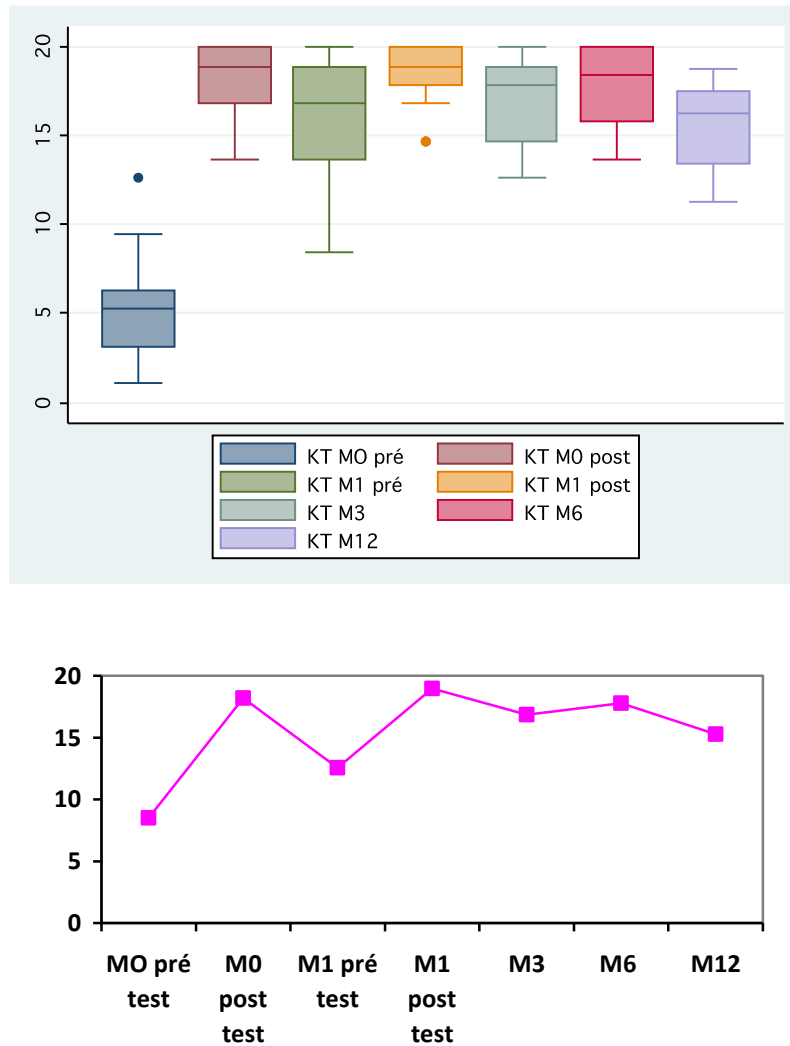 20
15
10
5
0
KT MO pré
KT M0 post
KT M1 pré
KT M1 post
KT M3
KT M6
KT M12
20
15
10
5
0
MO pré test
M0 post test
M1 pré test
M1 post test
M3
M6
M12